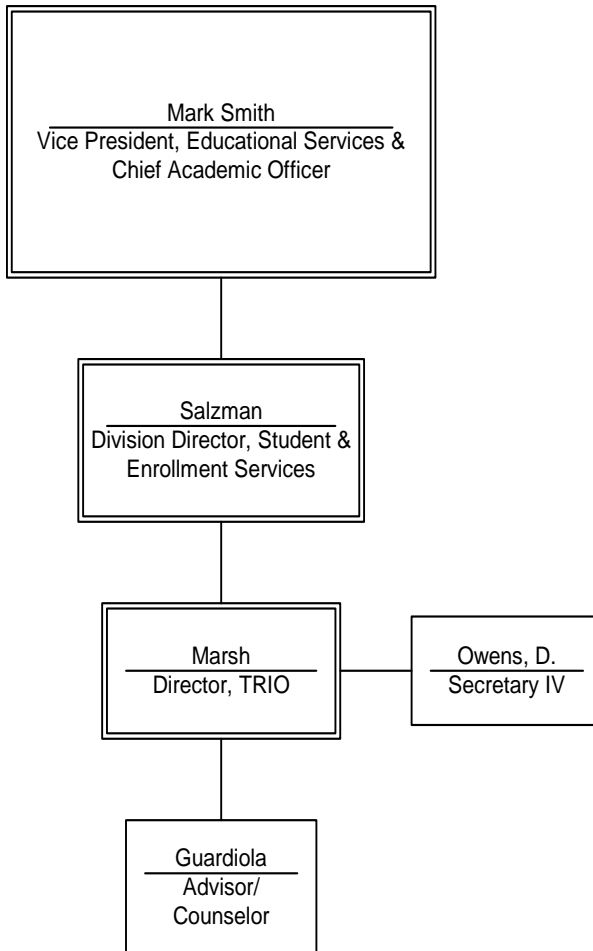 Mark Smith
Vice President, Educational Services &
Chief Academic Officer
Salzman
Division Director, Student &
Enrollment Services
Marsh
Director, TRIO
Owens, D.
Secretary IV
Guardiola
Advisor/
Counselor